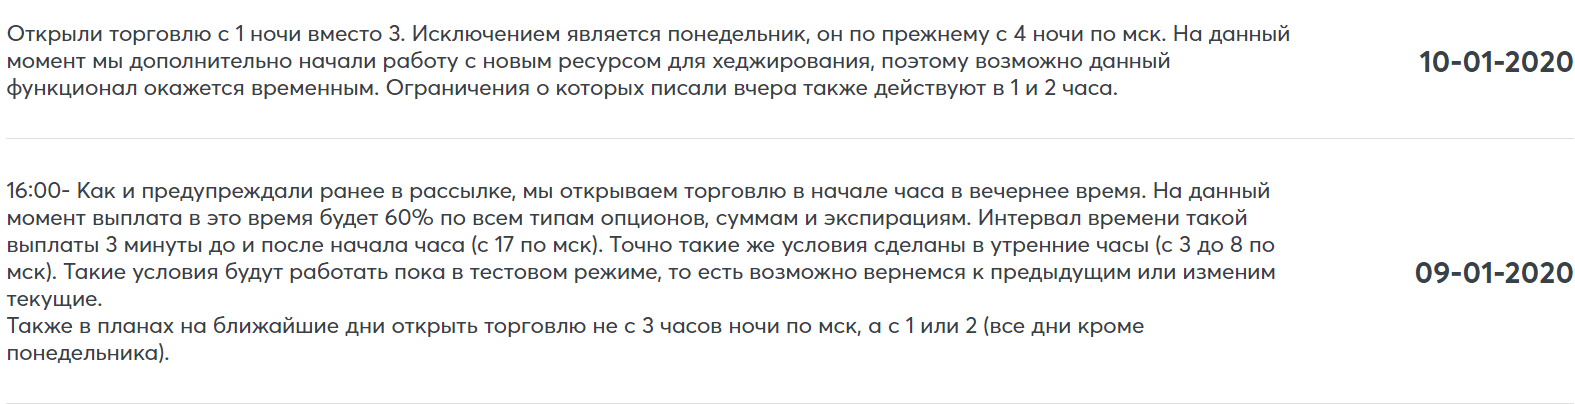 Открыли торговлю с 1 ночи вместо 3. Исключением является понедельник, он по прежнему с 4 ночи по мск. На данный
момент мы дополнительно начали работу с новым ресурсом для хеджирования, поэтому возможно данный
функционал окажется временным. Ограничения о которых писали вчера также действуют в 1 и 2 часа.
10-01-2020
16:00- Как и предупреждали ранее в рассылке, мы открываем торговлю в начале часа в вечернее время. На данный
момент выплата в это время будет 60% по всем типам опционов, суммам и экспирациям. Интервал времени такой
выплаты 3 минуты до и после начала часа (с 17 по мск). Точно такие же условия сделаны в утренние часы (с 3 до 8 по
мск). Такие условия будут работать пока в тестовом режиме, то есть возможно вернемся к предыдущим или изменим
текущие.
Также в планах на ближайшие дни открыть торговлю не с 3 часов ночи по мск, а с 1 или 2 (все дни кроме
понедельника).
09-01-2020